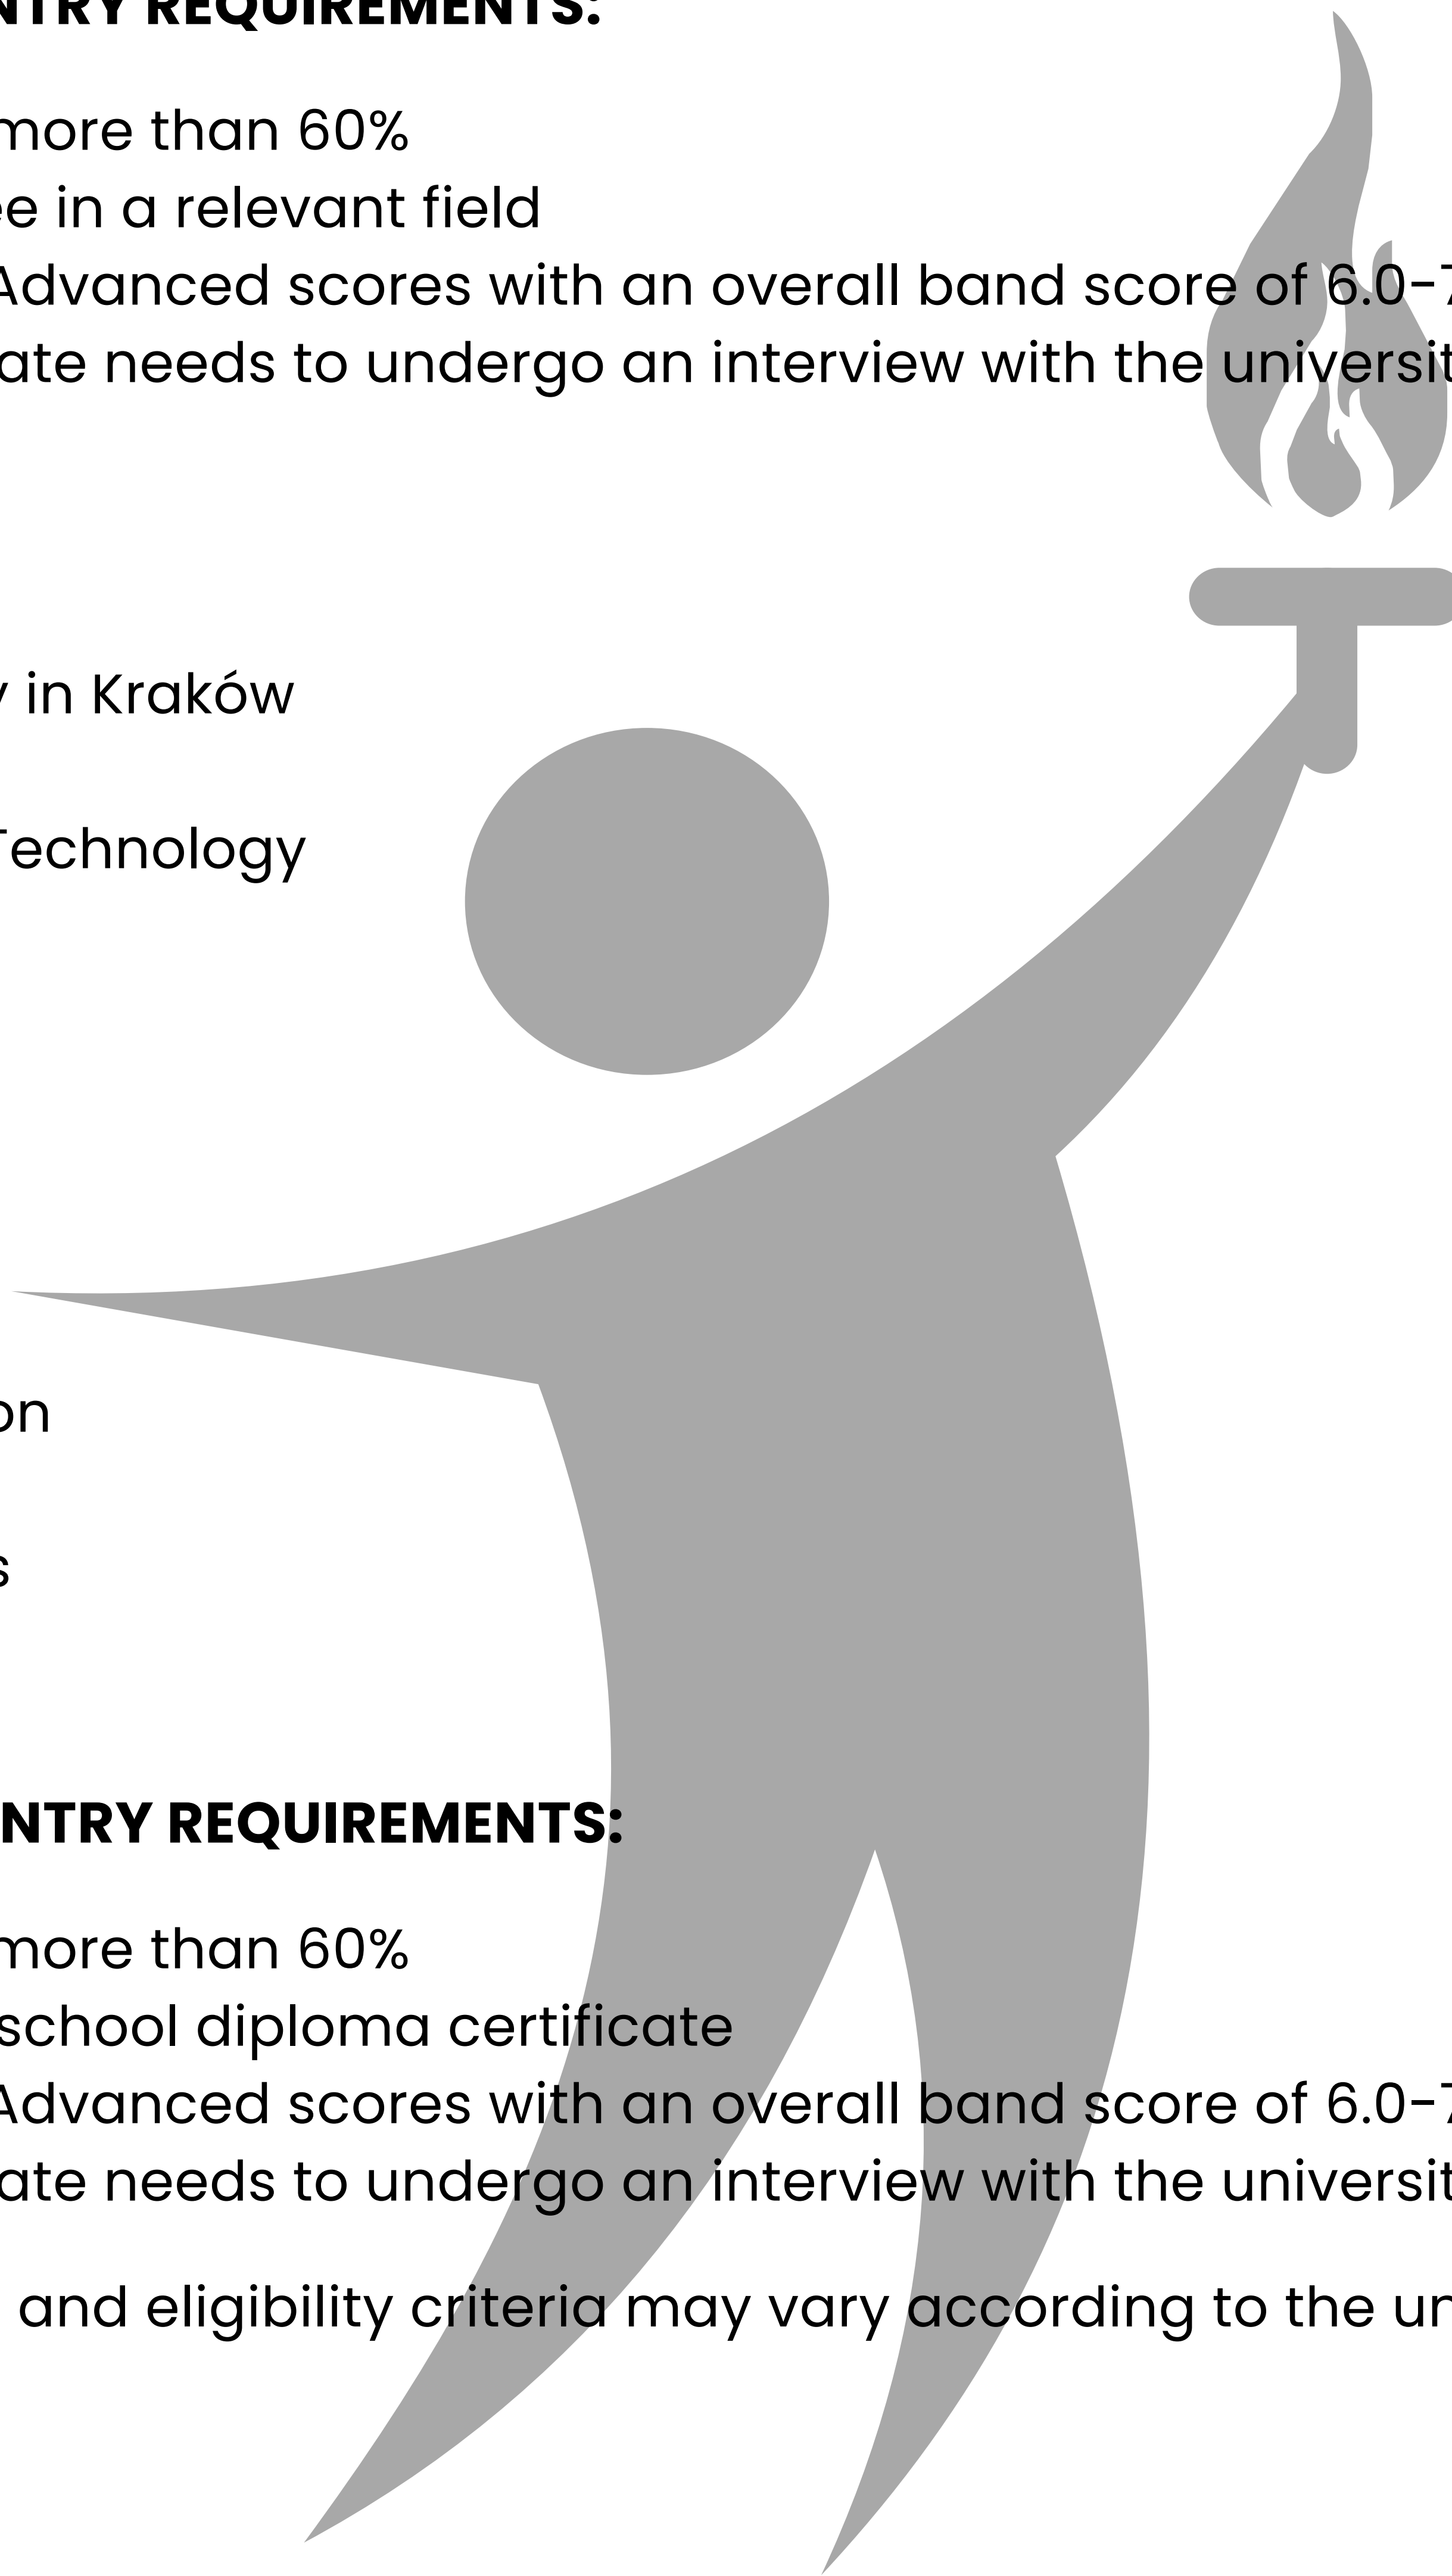 NTRY REQUIREMENTS:
more than 60%
ee in a relevant field
Advanced scores with an overall band score of 6.0-7
ate needs to undergo an interview with the universit
y in Kraków
Technology
on
s
NTRY REQUIREMENTS:
more than 60%
school diploma certificate
Advanced scores with an overall band score of 6.0-7
ate needs to undergo an interview with the universit
and eligibility criteria may vary according to the un